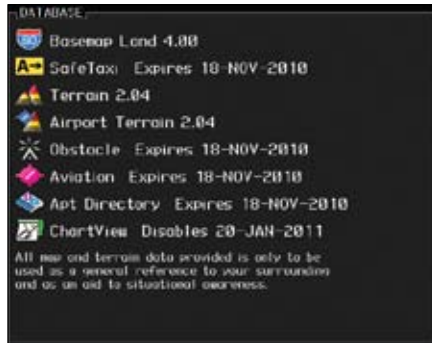 DATABASE
Basemap Land 4.00
A→ SafeTaxi Expires 18-NOV-2010
Terrain 2.04
Airport Terrain 2.04
Obstacle Expires 18-NOV-2010
Aviation Expires 18-NOV-2010
Apt Directory Expires 18-NOV-2010
ChartView Disables 20-JAN-2011
All map and terrain data provided is only to be
used as a general reference to your surrounding
and as an aid to situational awareness.